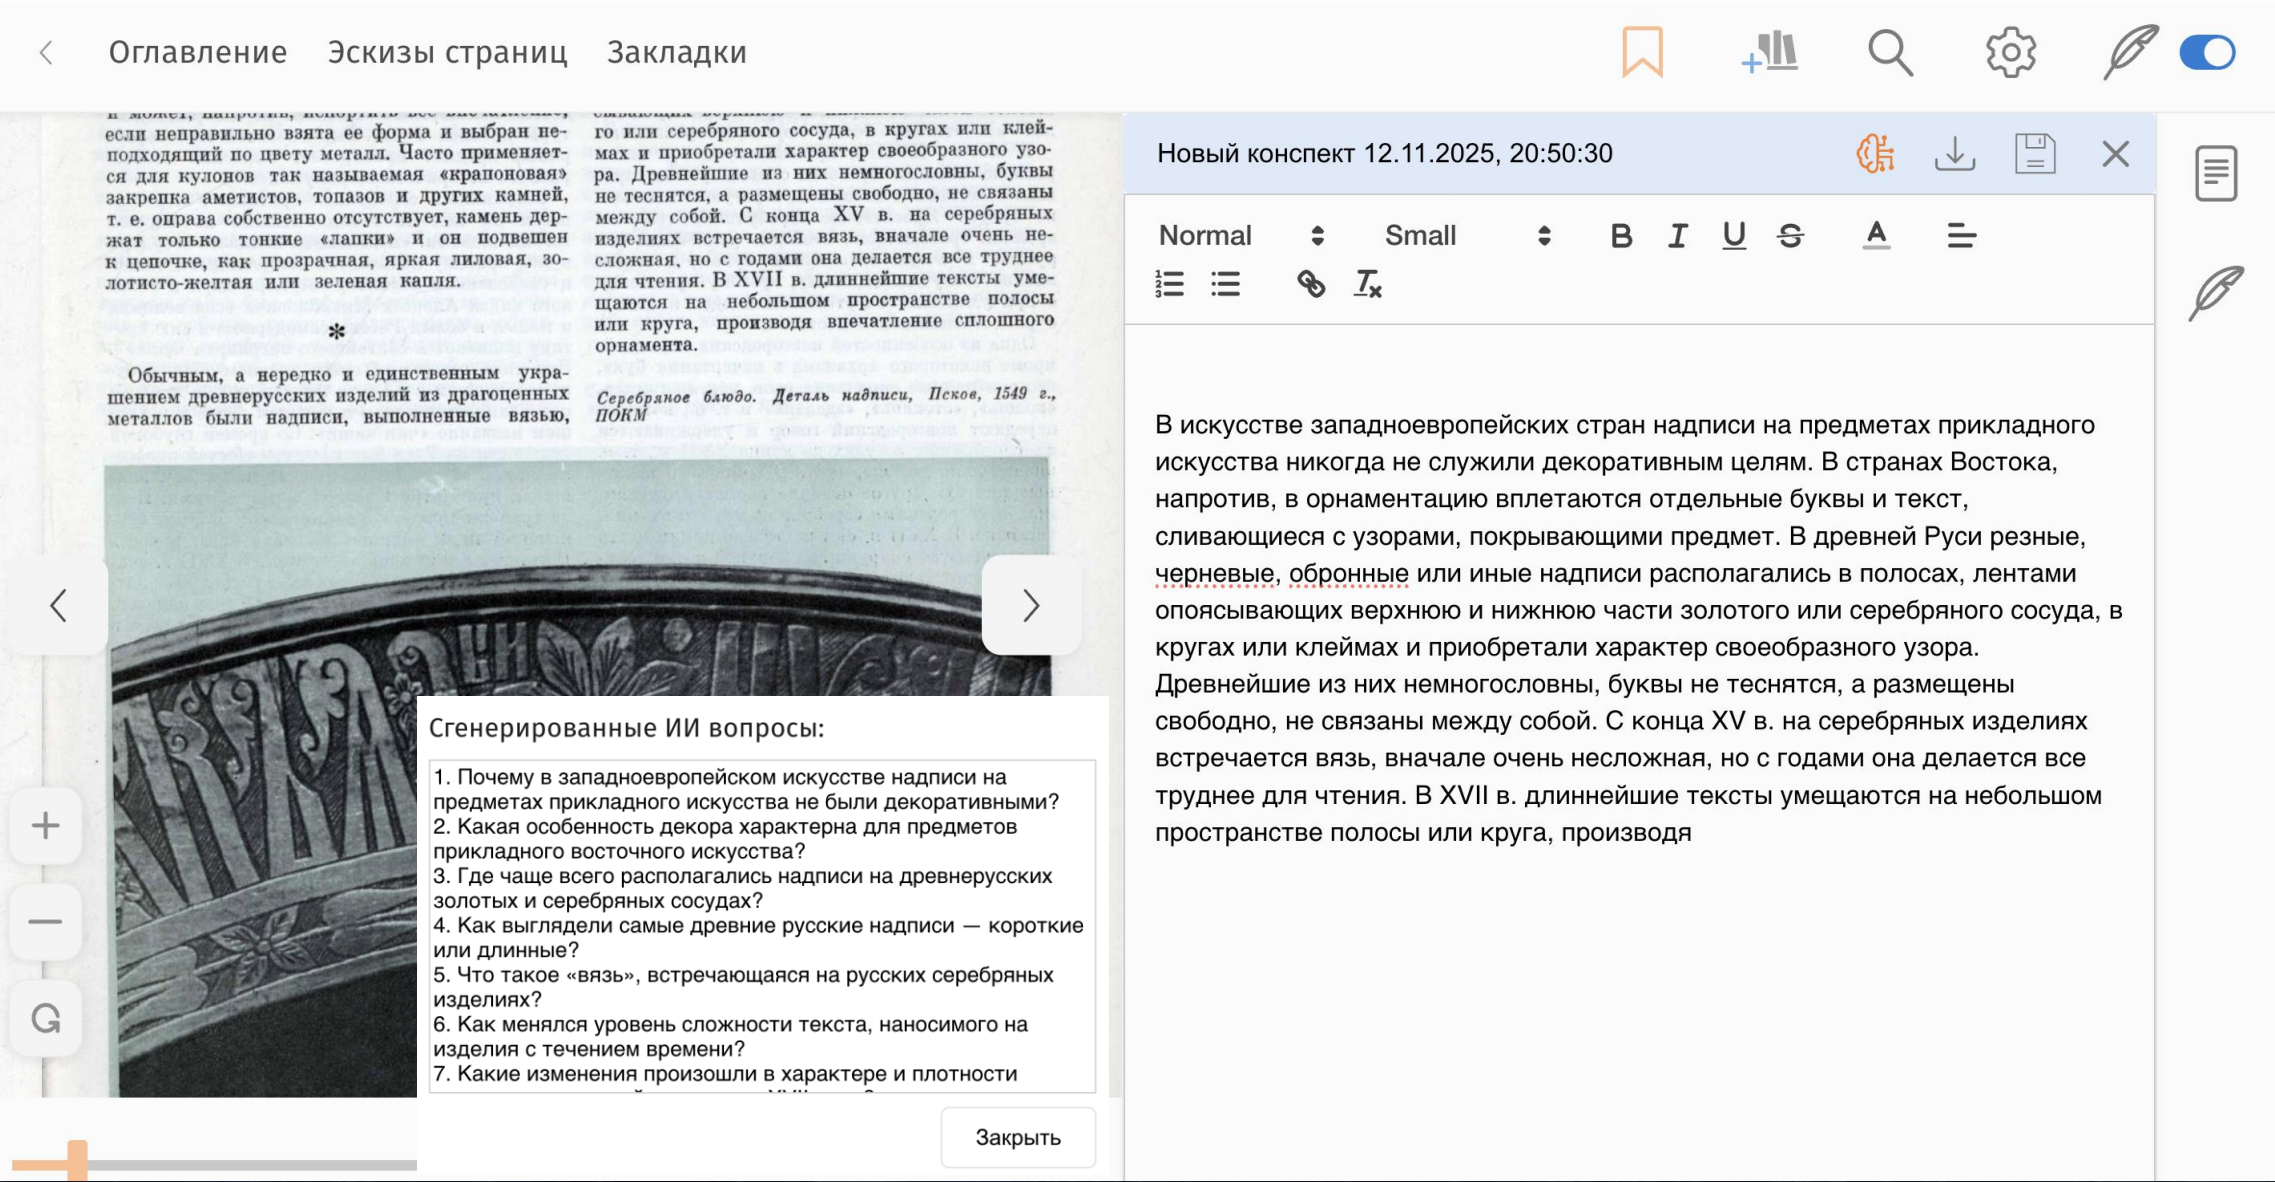 Оглавление Эскизы страниц Закладки
если неправильно взята ее форма и выбран не-
подходящий по цвету металл. Часто применяет-
ся для кулонов так называемая «крапоновая»
закрепка аметистов, топазов и других камней,
т. е. оправа собственно отсутствует, камень дер-
жат только тонкие «лапки» и он подвешен
к цепочке, как прозрачная, яркая лиловая, зо-
лотисто-желтая или зеленая капля.
*
Обычным, а нередко и единственным укра-
шением древнерусских изделий из драгоценных
металлов были надписи, выполненные вязью,
го или серебряного сосуда, в кругах или клей-
мах и приобретали характер своеобразного узо-
ра. Древнейшие из них немногословны, буквы
не теснятся, а размещены свободно, не связаны
между собой. С конца XV в. на серебряных
изделиях встречается вязь, вначале очень не-
сложная, но с годами она делается все труднее
для чтения. В XVII в. длиннейшие тексты уме-
щаются на небольшом пространстве полосы
или круга, производя впечатление сплошного
орнамента.
Серебряное блюдо. Деталь надписи, Псков, 1549 г.,
ПОКМ
Сгенерированные ИИ вопросы:
1. Почему в западноевропейском искусстве надписи на
предметах прикладного искусства не были декоративными?
2. Какая особенность декора характерна для предметов
прикладного восточного искусства?
3. Где чаще всего располагались надписи на древнерусских
золотых и серебряных сосудах?
4. Как выглядели самые древние русские надписи — короткие
или длинные?
5. Что такое «вязь», встречающаяся на русских серебряных
изделиях?
6. Как менялся уровень сложности текста, наносимого на
изделия с течением времени?
7. Какие изменения произошли в характере и плотности
Закрыть
Новый конспект 12.11.2025, 20:50:30
Normal Small B I U S A
В искусстве западноевропейских стран надписи на предметах прикладного
искусства никогда не служили декоративным целям. В странах Востока,
напротив, в орнаментацию вплетаются отдельные буквы и текст,
сливающиеся с узорами, покрывающими предмет. В древней Руси резные,
черневые, обронные или иные надписи располагались в полосах, лентами
опоясывающих верхнюю и нижнюю части золотого или серебряного сосуда, в
кругах или клеймах и приобретали характер своеобразного узора.
Древнейшие из них немногословны, буквы не теснятся, а размещены
свободно, не связаны между собой. С конца XV в. на серебряных изделиях
встречается вязь, вначале очень несложная, но с годами она делается все
труднее для чтения. В XVII в. длиннейшие тексты умещаются на небольшом
пространстве полосы или круга, производя